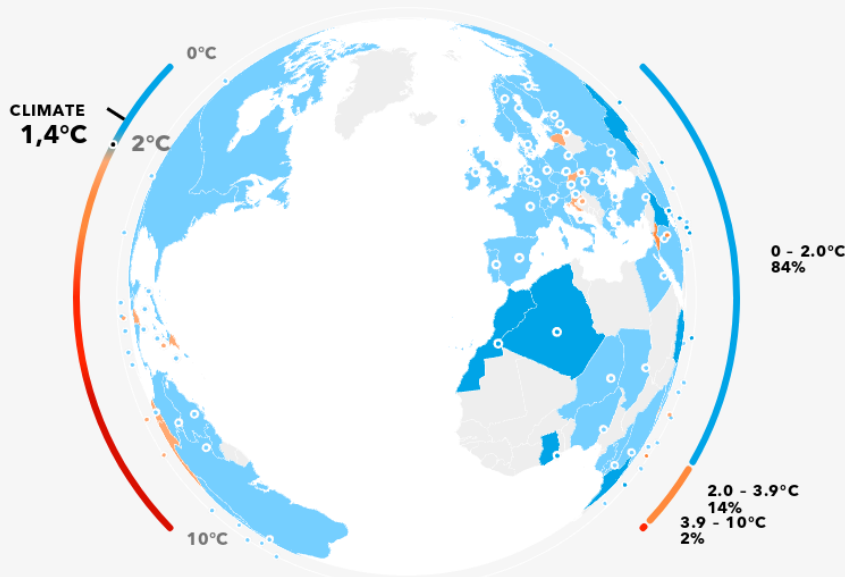 0°C
CLIMATE
1,4°C
2°C
0 – 2.0°C
84%
2.0 – 3.9°C
14%
3.9 – 10°C
2%
10°C